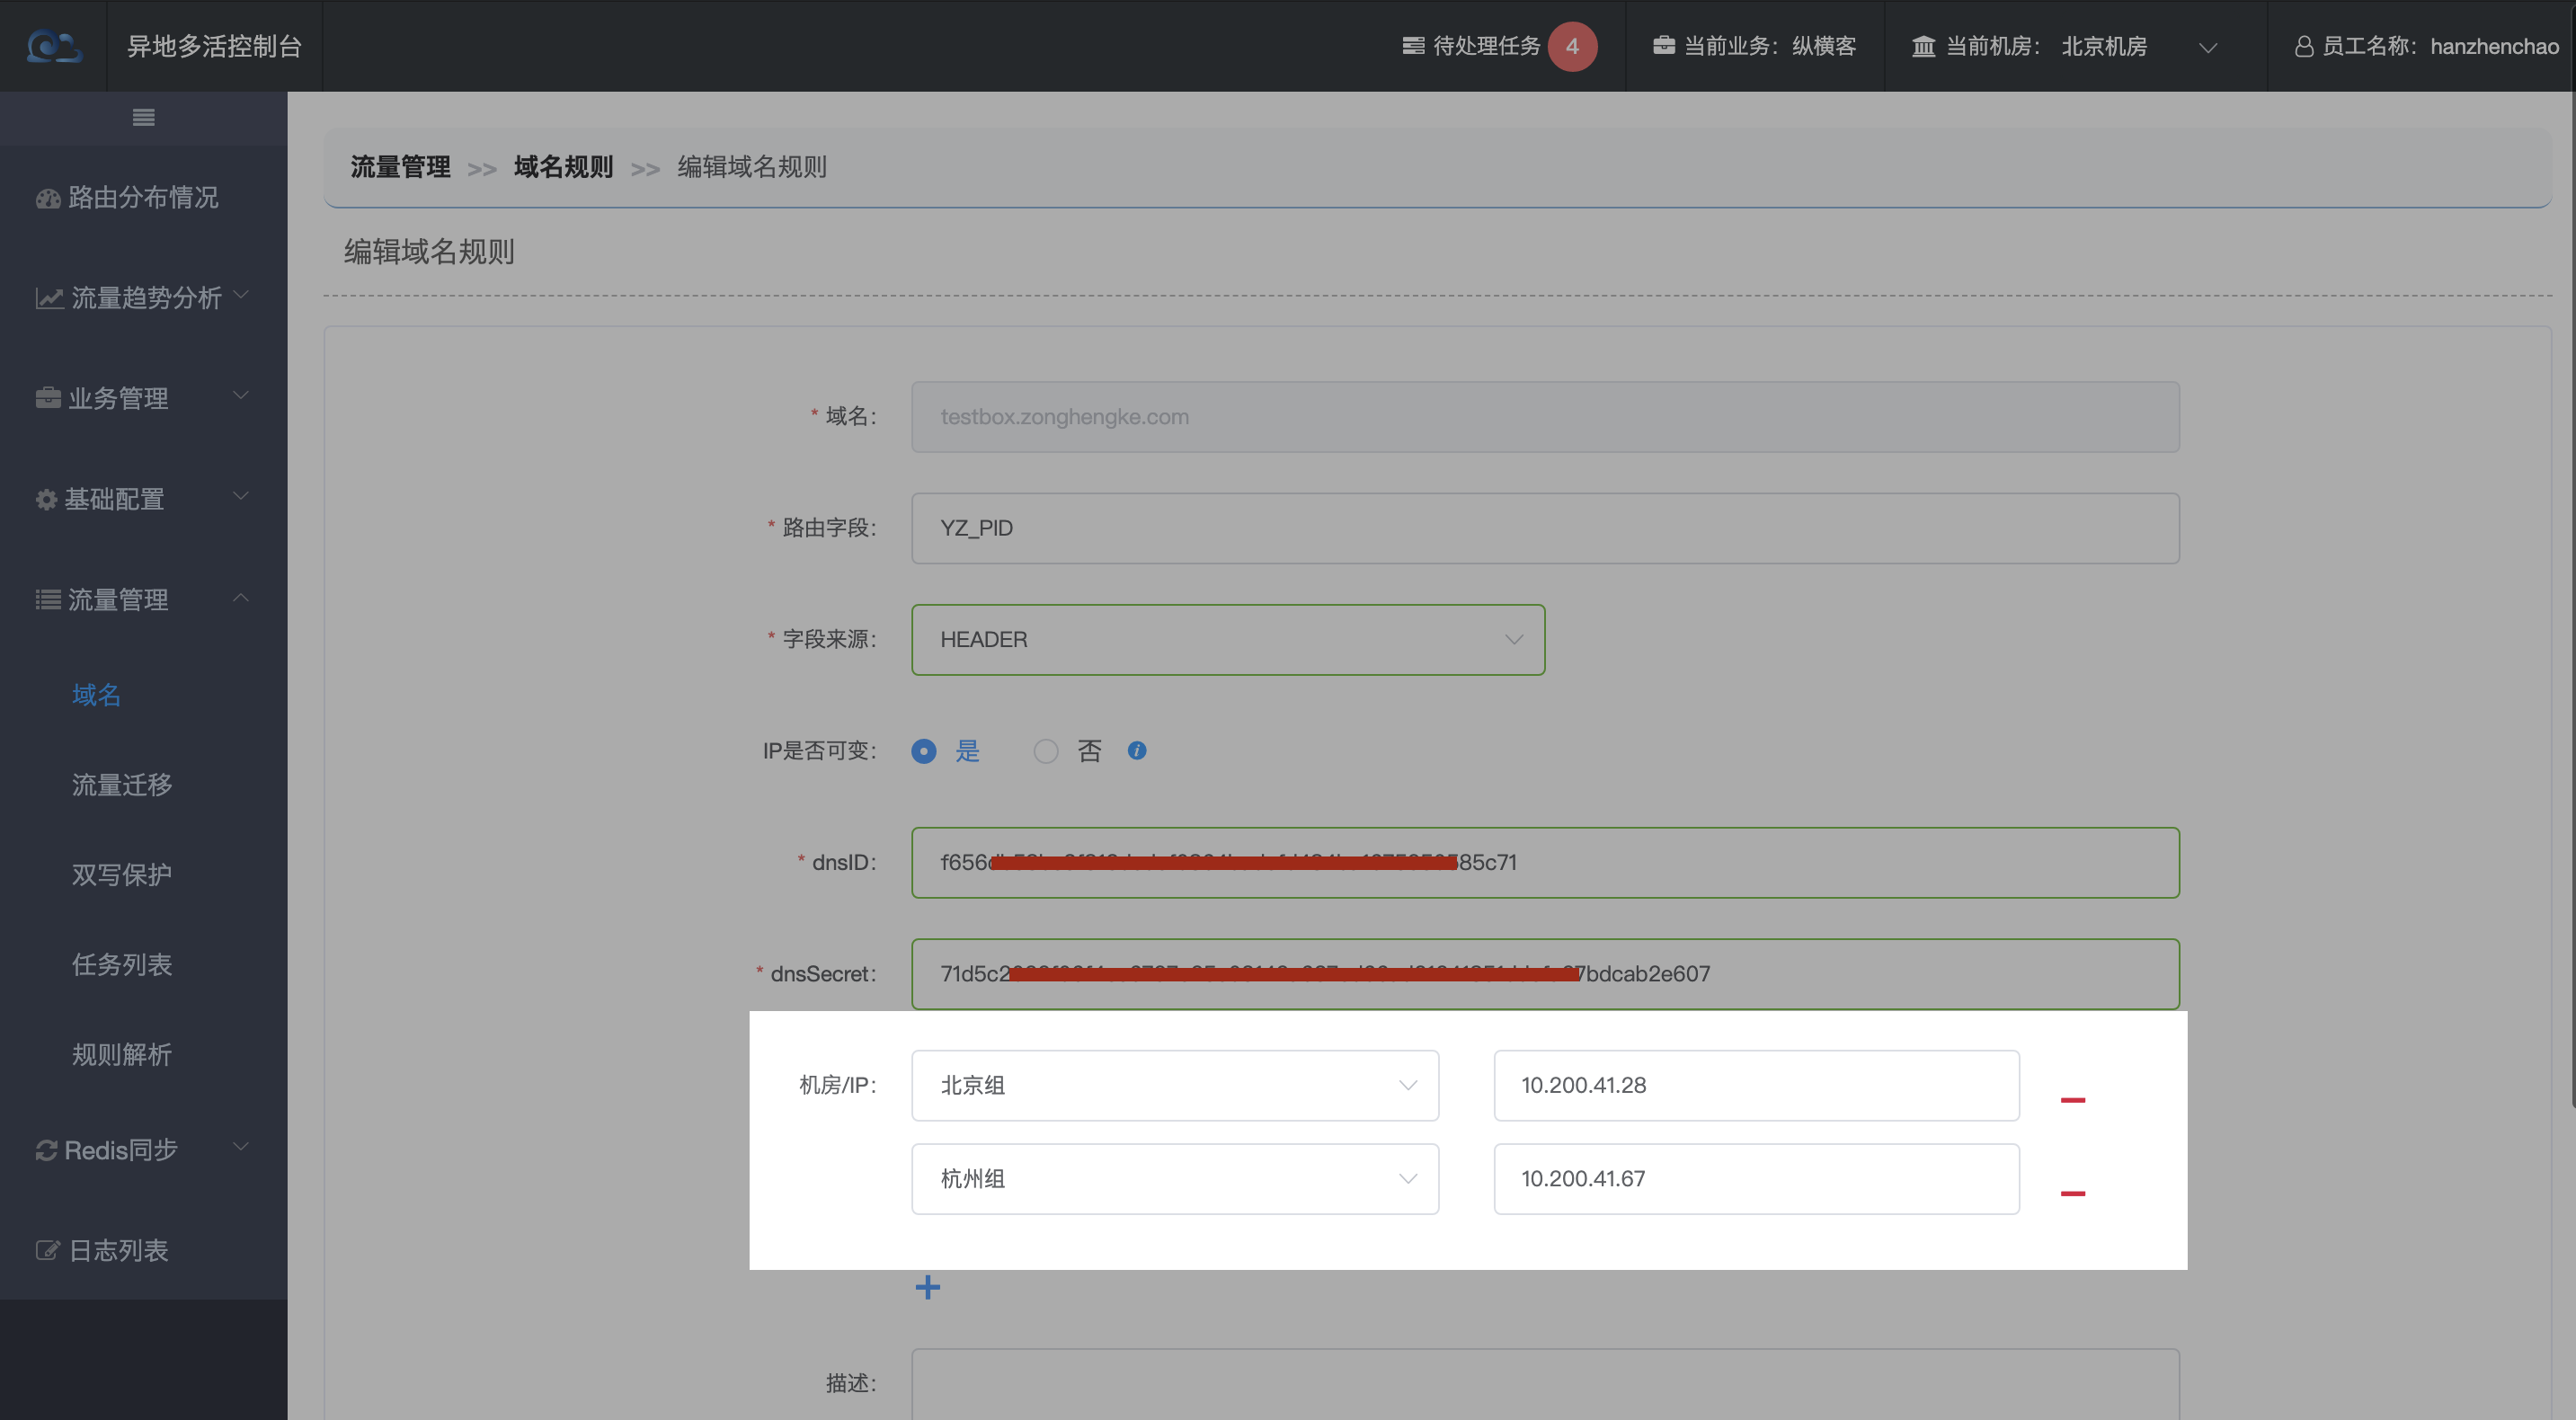 异地多活控制台
待处理任务 4
当前业务：纵横客
当前机房： 北京机房
员工名称：hanzhenchao
路由分布情况
流量趋势分析
业务管理
基础配置
流量管理
域名
流量迁移
双写保护
任务列表
规则解析
Redis同步
日志列表
流量管理 >> 域名规则 >> 编辑域名规则
编辑域名规则
* 域名： testbox.zonghengke.com
* 路由字段： YZ_PID
* 字段来源： HEADER
IP是否可变： 是 否
* dnsID： f656 85c71
* dnsSecret： 71d5c2 7bdcab2e607
机房/IP： 北京组 10.200.41.28
杭州组 10.200.41.67
描述：